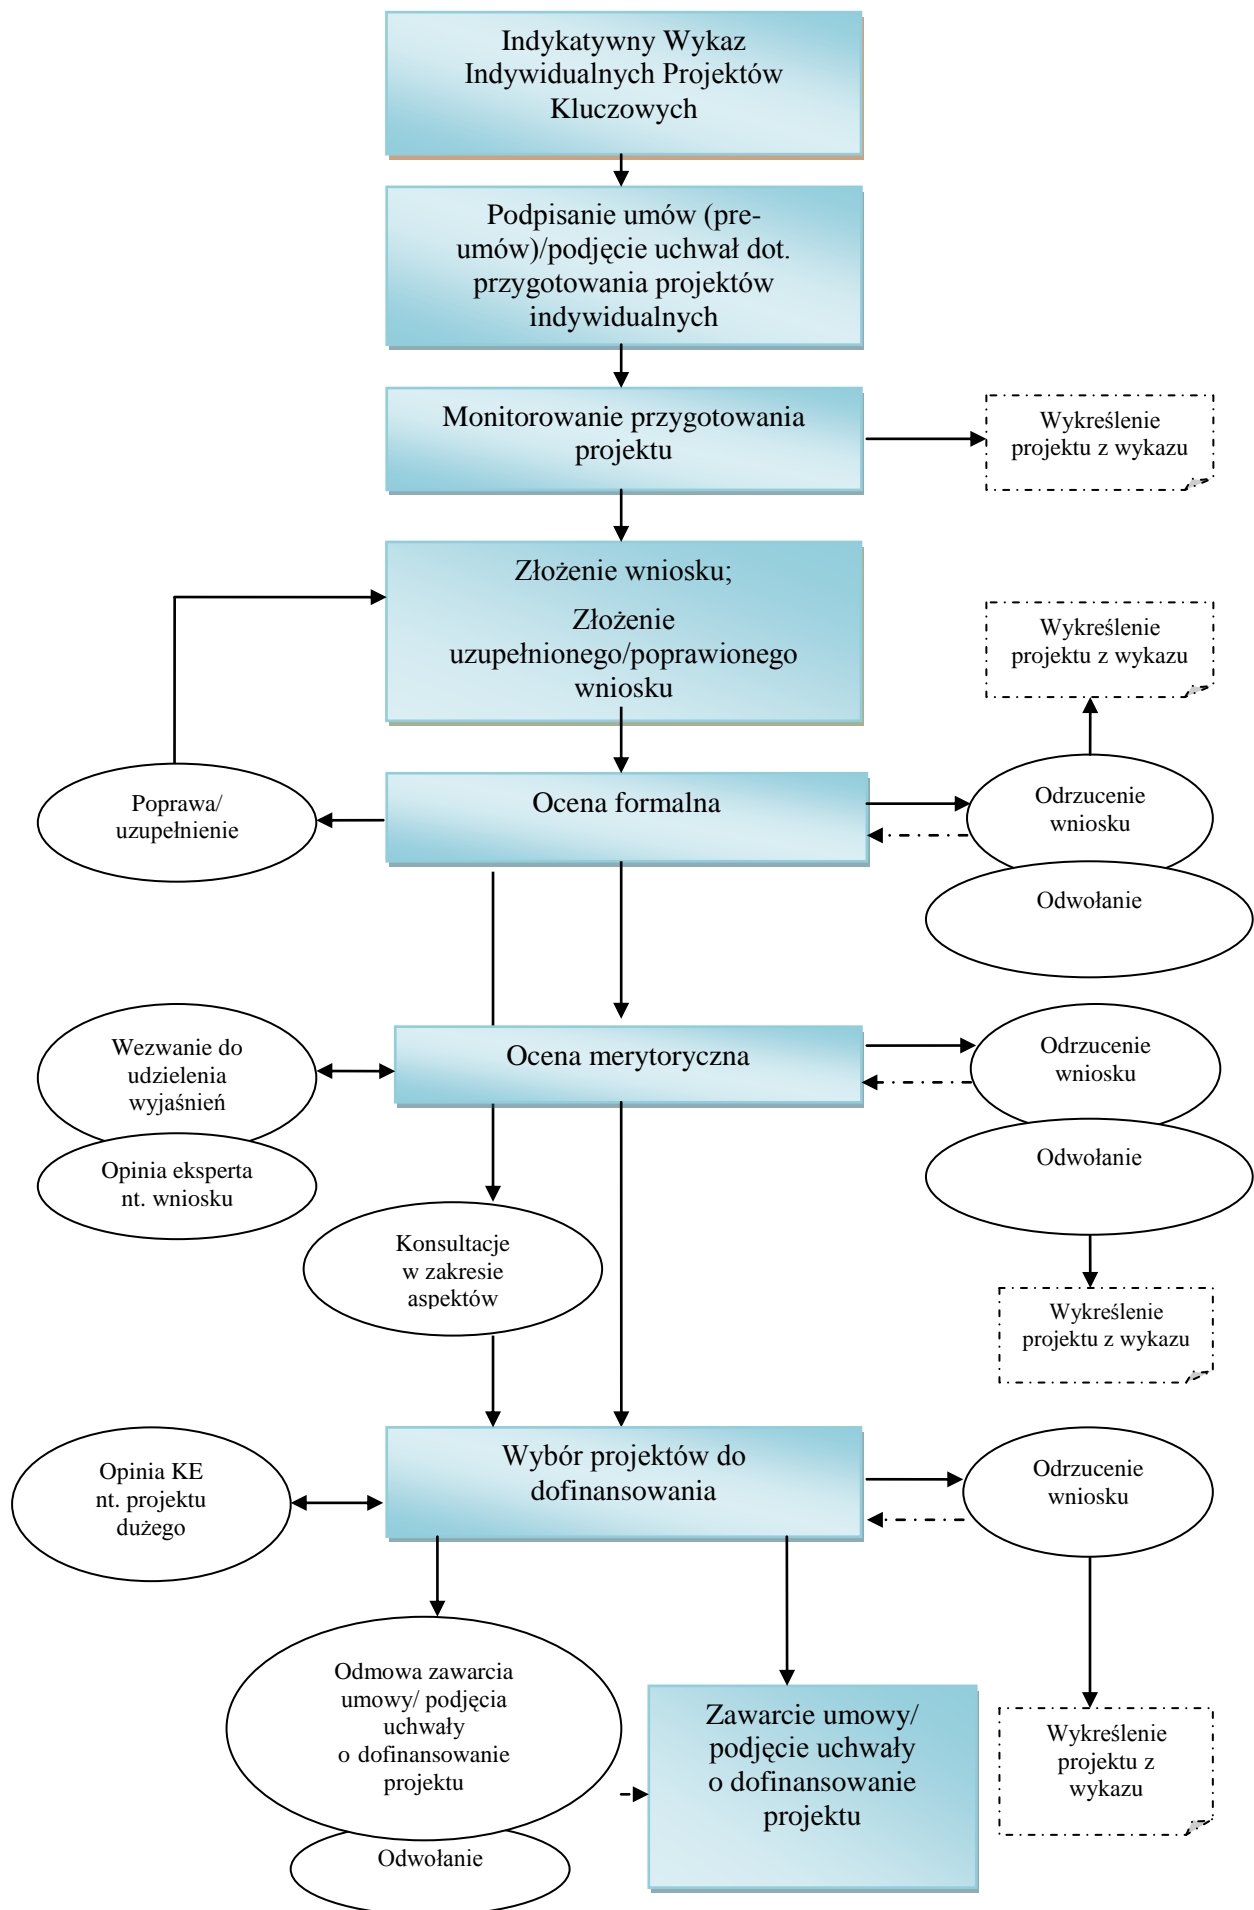 Indykatywny Wykaz
Indywidualnych Projektów
Kluczowych
Podpisanie umów (pre-
umów)/podjęcie uchwał dot.
przygotowania projektów
indywidualnych
Monitorowanie przygotowania
projektu
Wykreślenie
projektu z wykazu
Złożenie wniosku;
Złożenie
uzupełnionego/poprawionego
wniosku
Wykreślenie
projektu z wykazu
Poprawa/
uzupełnienie
Ocena formalna
Odrzucenie
wniosku
Odwołanie
Wezwanie do
udzielenia
wyjaśnień
Opinia eksperta
nt. wniosku
Ocena merytoryczna
Odrzucenie
wniosku
Odwołanie
Konsultacje
w zakresie
aspektów
Wykreślenie
projektu z wykazu
Opinia KE
nt. projektu
dużego
Wybór projektów do
dofinansowania
Odrzucenie
wniosku
Odmowa zawarcia
umowy/ podjęcia
uchwały
o dofinansowanie
projektu
Odwołanie
Zawarcie umowy/
podjęcie uchwały
o dofinansowanie
projektu
Wykreślenie
projektu z
wykazu